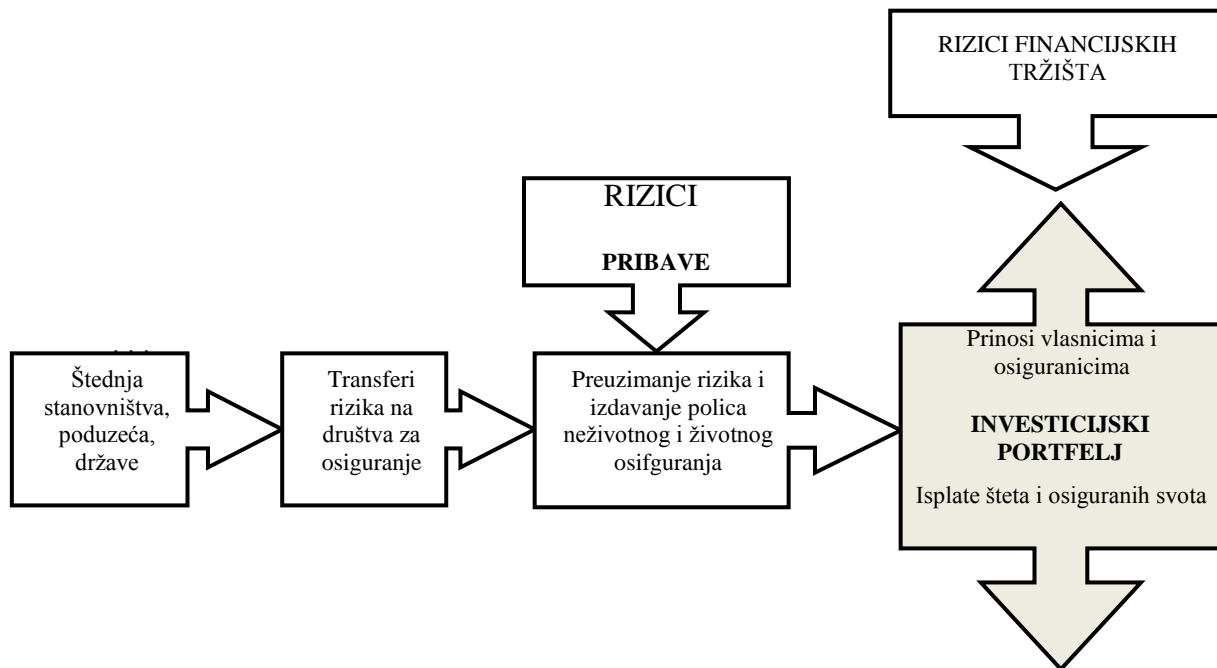 RIZICI FINANCIJSKIH
TRŽIŠTA
RIZICI
PRIBAVE
Štednja
stanovništva,
poduzeća,
države
Transferi
rizika na
društva za
osiguranje
Preuzimanje rizika i
izdavanje polica
neživotnog i životnog
osifguranja
Prinosi vlasnicima i
osiguranicima
INVESTICIJSKI
PORTFELJ
Isplate šteta i osiguranih svota